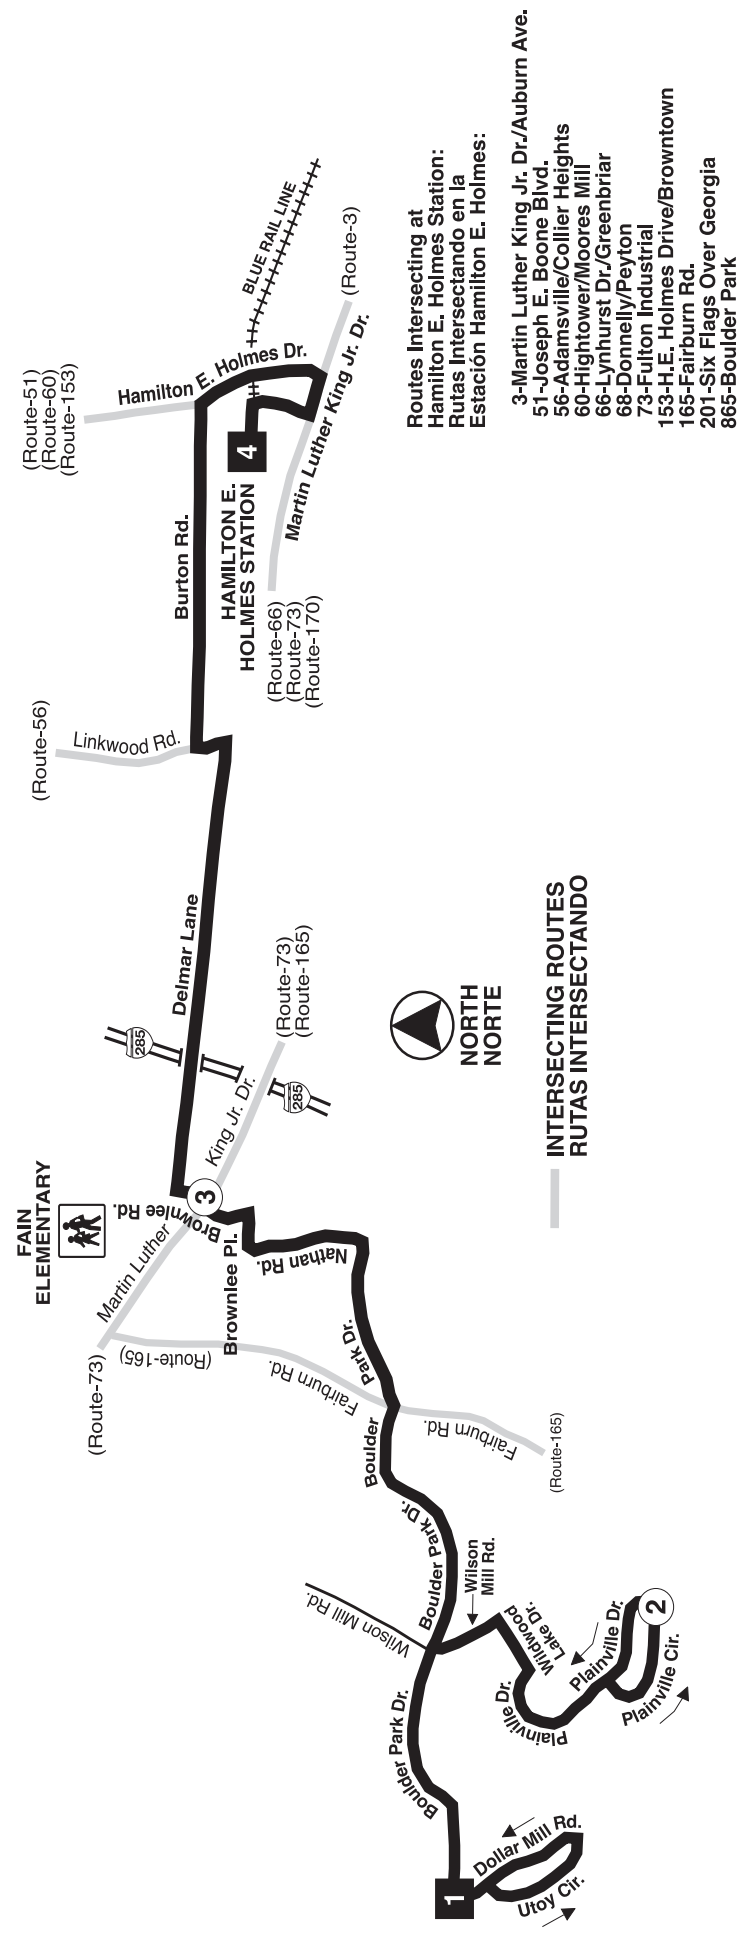 FAIN
ELEMENTARY
(Route-73)
Martin Luther
King Jr. Dr.
(Route-73)
(Route-165)
(Route-165)
Fairburn Rd.
Fairburn Rd.
(Route-165)
Brownlee Rd.
Brownlee Pl.
Nathan Rd.
3
285
285
Delmar Lane
(Route-56)
Linkwood Rd.
Burton Rd.
(Route-51)
(Route-60)
(Route-153)
Hamilton E. Holmes Dr.
BLUE RAIL LINE
4
HAMILTON E.
HOLMES STATION
Martin Luther King Jr. Dr.
(Route-3)
(Route-66)
(Route-73)
(Route-170)
Boulder
Park Dr.
Boulder Park Dr.
Boulder Park Dr.
Wilson Mill Rd.
Wilson
Mill Rd.
Wildwood
Lake Dr.
Plainville Dr.
Plainville Dr.
Plainville Cir.
2
1
Dollar Mill Rd.
Utoy Cir.
NORTH
NORTE
INTERSECTING ROUTES
RUTAS INTERSECTANDO
Routes Intersecting at
Hamilton E. Holmes Station:
Rutas Intersectando en la
Estación Hamilton E. Holmes:
3-Martin Luther King Jr. Dr./Auburn Ave.
51-Joseph E. Boone Blvd.
56-Adamsville/Collier Heights
60-Hightower/Moores Mill
66-Lynhurst Dr./Greenbriar
68-Donnelly/Peyton
73-Fulton Industrial
153-H.E. Holmes Drive/Browntown
165-Fairburn Rd.
201-Six Flags Over Georgia
865-Boulder Park